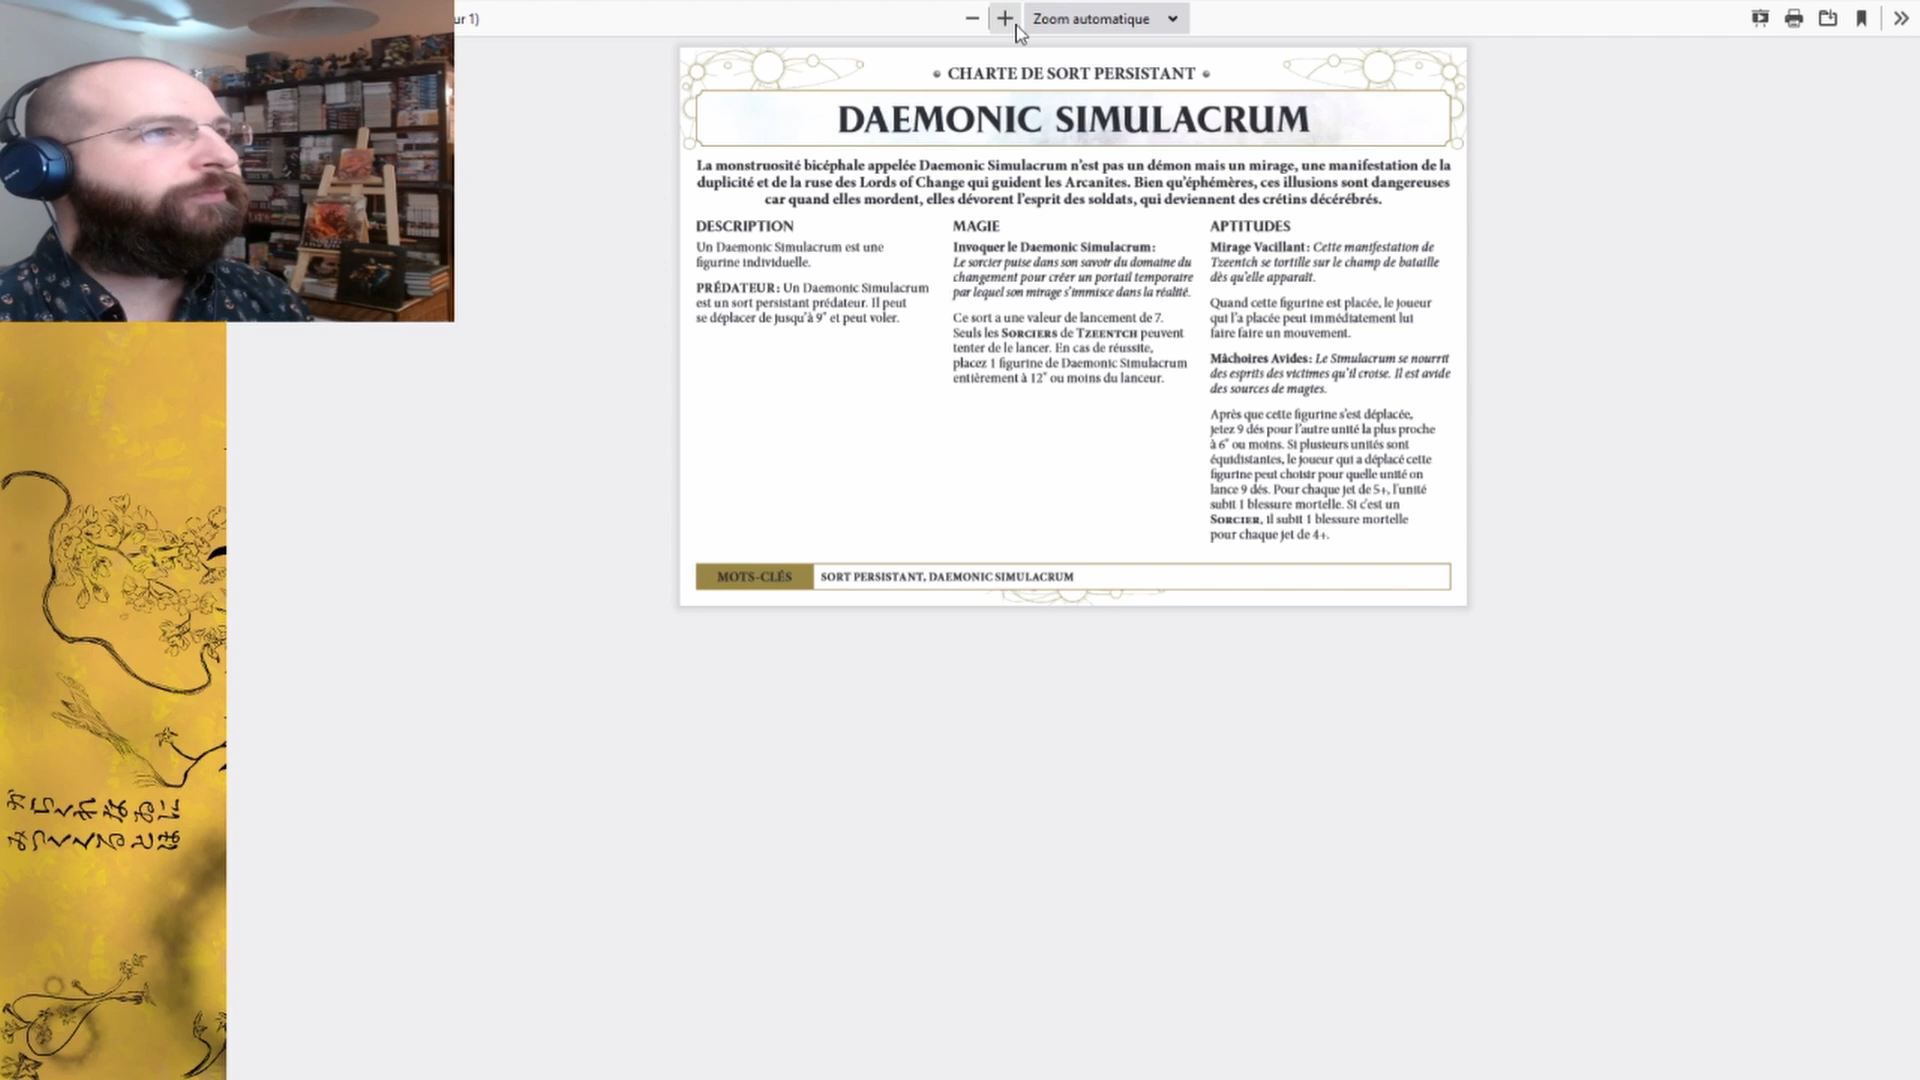 ur 1)
Zoom automatique
CHARTE DE SORT PERSISTANT
DAEMONIC SIMULACRUM
La monstruosité bicéphale appelée Daemonic Simulacrum n'est pas un démon mais un mirage, une manifestation de la
duplicité et de la ruse des Lords of Change qui guident les Arcanites. Bien qu'éphémères, ces illusions sont dangereuses
car quand elles mordent, elles dévorent l'esprit des soldats, qui deviennent des crétins décérébrés.
DESCRIPTION
Un Daemonic Simulacrum est une
figurine individuelle.
PRÉDATEUR : Un Daemonic Simulacrum
est un sort persistant prédateur. Il peut
se déplacer de jusqu'à 9" et peut voler.
MAGIE
Invoquer le Daemonic Simulacrum :
Le sorcier puise dans son savoir du domaine du
changement pour créer un portail temporaire
par lequel son mirage s'immisce dans la réalité.
Ce sort a une valeur de lancement de 7.
Seuls les SORCIERS de TZEENTCH peuvent
tenter de le lancer. En cas de réussite,
placez 1 figurine de Daemonic Simulacrum
entièrement à 12" ou moins du lanceur.
APTITUDES
Mirage Vacillant : Cette manifestation de
Tzeentch se tortille sur le champ de bataille
dès qu'elle apparaît.
Quand cette figurine est placée, le joueur
qui l'a placée peut immédiatement lui
faire faire un mouvement.
Mâchoires Avides : Le Simulacrum se nourrit
des esprits des victimes qu'il croise. Il est avide
des sources de magies.
Après que cette figurine s'est déplacée,
jetez 9 dés pour l'autre unité la plus proche
à 6" ou moins. Si plusieurs unités sont
équidistantes, le joueur qui a déplacé cette
figurine peut choisir pour quelle unité on
lance 9 dés. Pour chaque jet de 5+, l'unité
subit 1 blessure mortelle. Si c'est un
SORCIER, il subit 1 blessure mortelle
pour chaque jet de 4+.
MOTS-CLÉS
SORT PERSISTANT, DAEMONIC SIMULACRUM